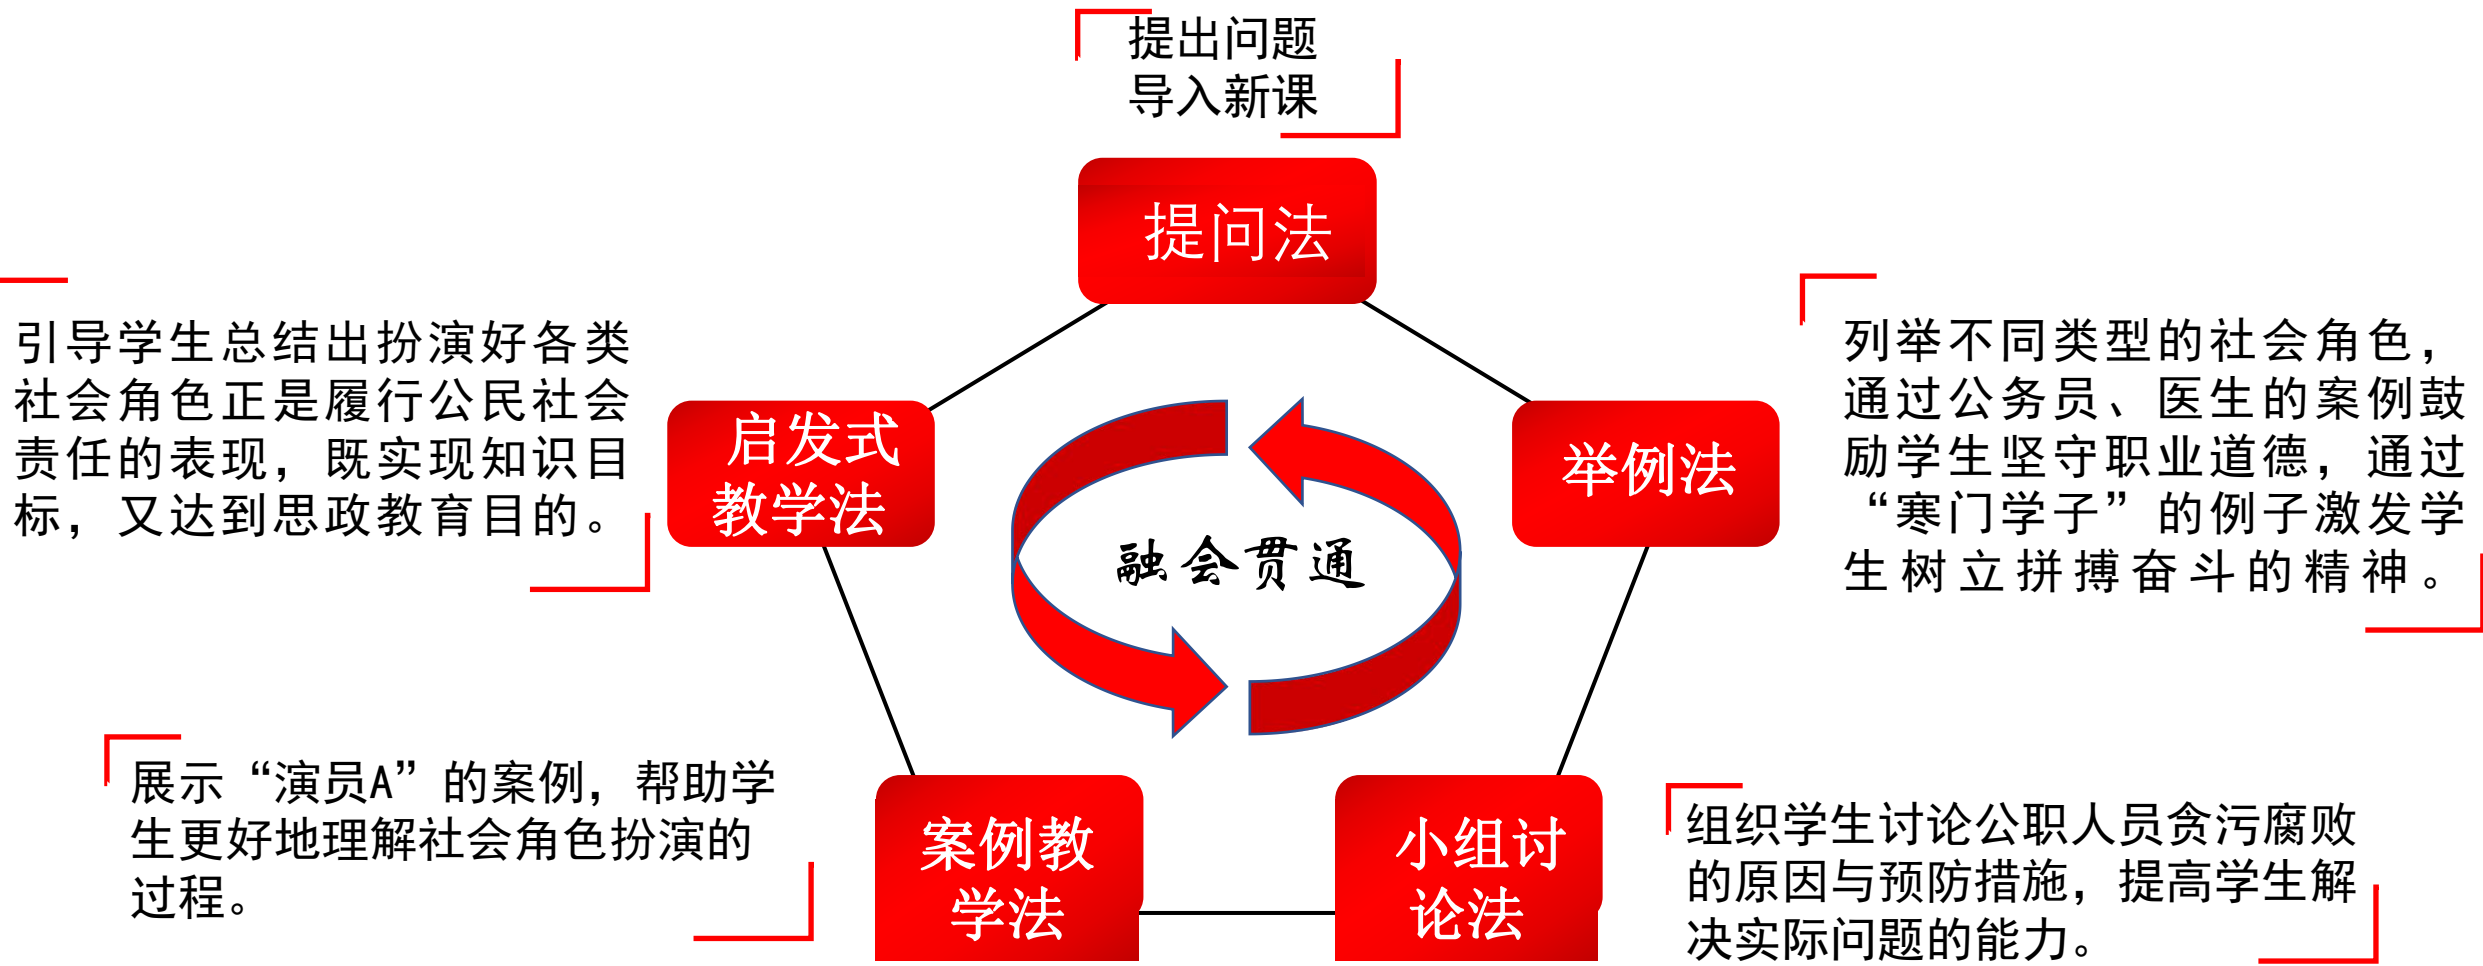 提出问题
导入新课
提问法
引导学生总结出扮演好各类
社会角色正是履行公民社会
责任的表现，既实现知识目
标，又达到思政教育目的。
启发式
教学法
举例法
列举不同类型的社会角色，
通过公务员、医生的案例鼓
励学生坚守职业道德，通过
“寒门学子”的例子激发学
生树立拼搏奋斗的精神。
融会贯通
展示“演员A”的案例，帮助学
生更好地理解社会角色扮演的
过程。
案例教
学法
小组讨
论法
组织学生讨论公职人员贪污腐败
的原因与预防措施，提高学生解
决实际问题的能力。